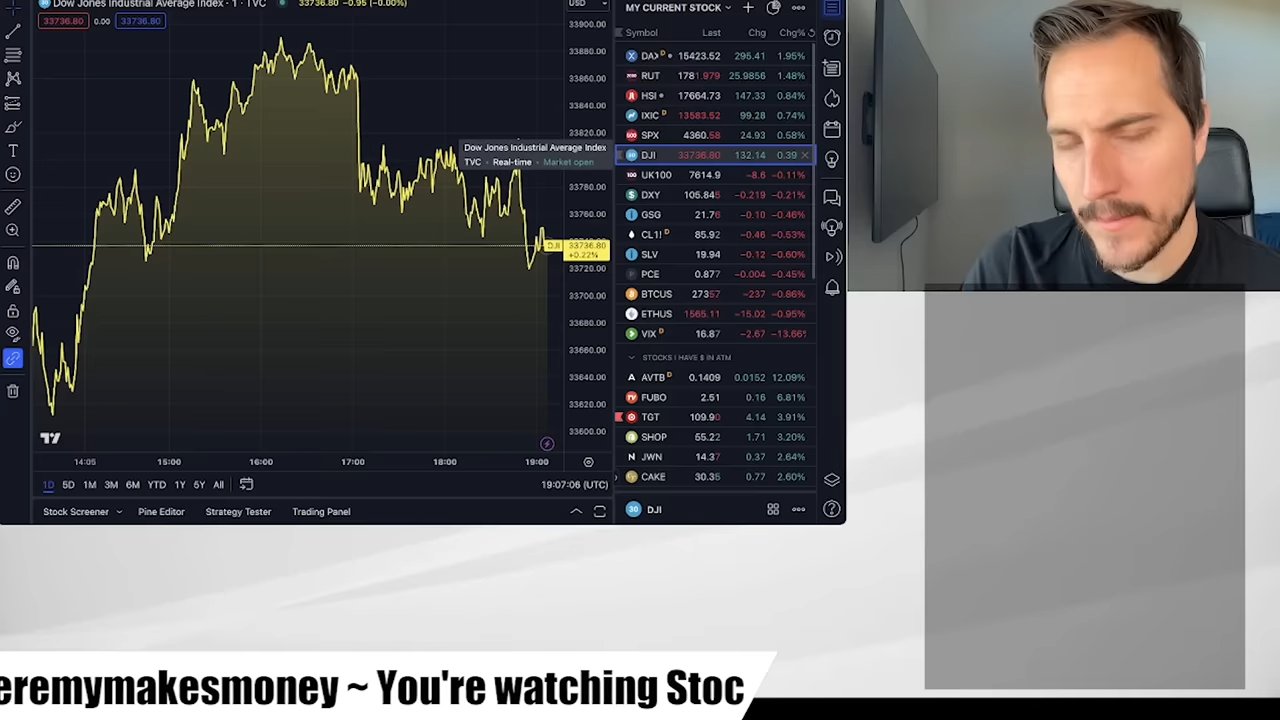 Dow Jones Industrial Average Index · 1 · TVC 33736.80 −0.95 (−0.00%)
USD
33736.80 0.00 33736.80
33900.00
33880.00
33860.00
33840.00
33820.00
33780.00
33760.00
DJI 33736.80
+0.22%
33720.00
33700.00
33680.00
33660.00
33640.00
33620.00
33600.00
Dow Jones Industrial Average Index
TVC • Real-time • Market open
14:05 15:00 16:00 17:00 18:00 19:00
1D 5D 1M 3M 6M YTD 1Y 5Y All 19:07:06 (UTC)
Stock Screener Pine Editor Strategy Tester Trading Panel
MY CURRENT STOCK
Symbol Last Chg Chg%
DAX D 15423.52 295.41 1.95%
RUT 1781.979 25.9856 1.48%
HSI 17664.73 147.33 0.84%
IXIC D 13583.52 99.28 0.74%
SPX 4360.58 24.93 0.58%
DJI 33736.80 132.14 0.39
UK100 7614.9 −8.6 −0.11%
DXY 105.845 −0.219 −0.21%
GSG 21.76 −0.10 −0.46%
CL1! D 85.92 −0.46 −0.53%
SLV 19.94 −0.12 −0.60%
PCE 0.877 −0.004 −0.45%
BTCUS 27357 −237 −0.86%
ETHUS 1565.11 −15.02 −0.95%
VIX D 16.87 −2.67 −13.66%
STOCKS I HAVE $ IN ATM
AVTB D 0.1409 0.0152 12.09%
FUBO 2.51 0.16 6.81%
TGT 109.90 4.14 3.91%
SHOP 55.22 1.71 3.20%
JWN 14.37 0.37 2.64%
CAKE 30.35 0.77 2.60%
30 DJI
eremymakesmoney ~ You're watching Stoc